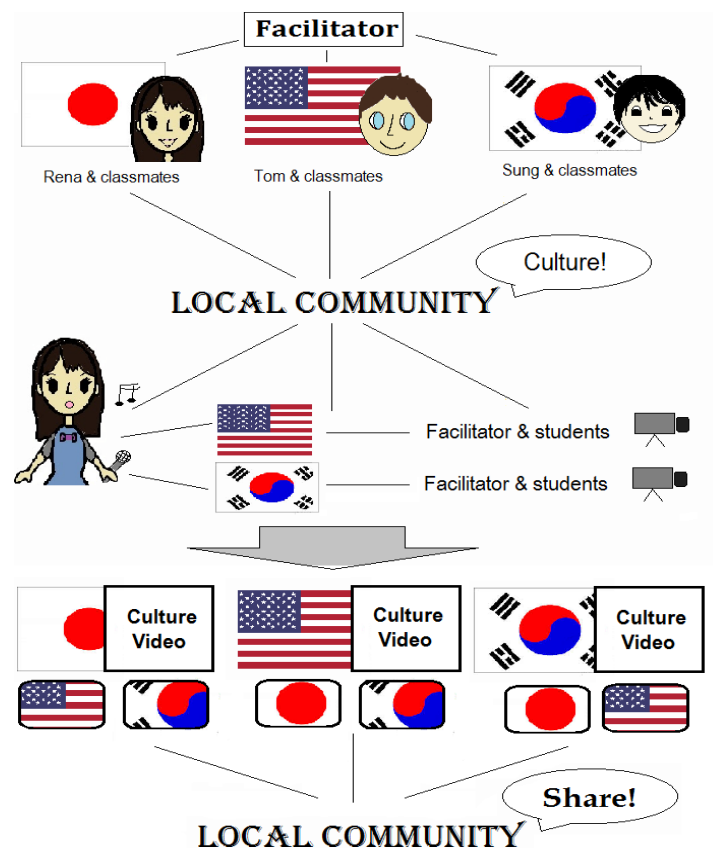 Facilitator
Rena & classmates
Tom & classmates
Sung & classmates
Culture!
LOCAL COMMUNITY
Facilitator & students
Facilitator & students
Culture
Video
Culture
Video
Culture
Video
Share!
LOCAL COMMUNITY